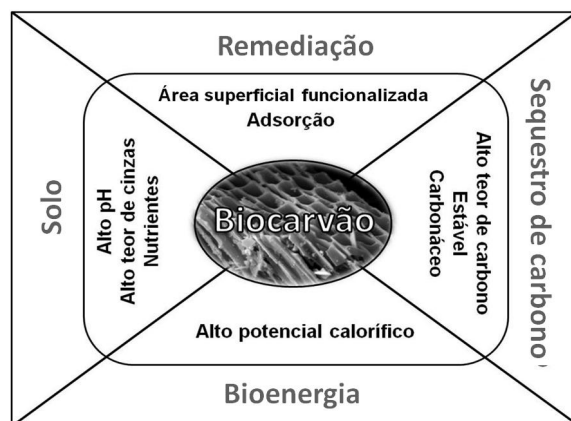 Remediação
Área superficial funcionalizada
Adsorção
Solo
Alto pH
Alto teor de cinzas
Nutrientes
Biocarvão
Alto teor de carbono
Estável
Carbonáceo
Sequestro de carbono
Alto potencial calorífico
Bioenergia